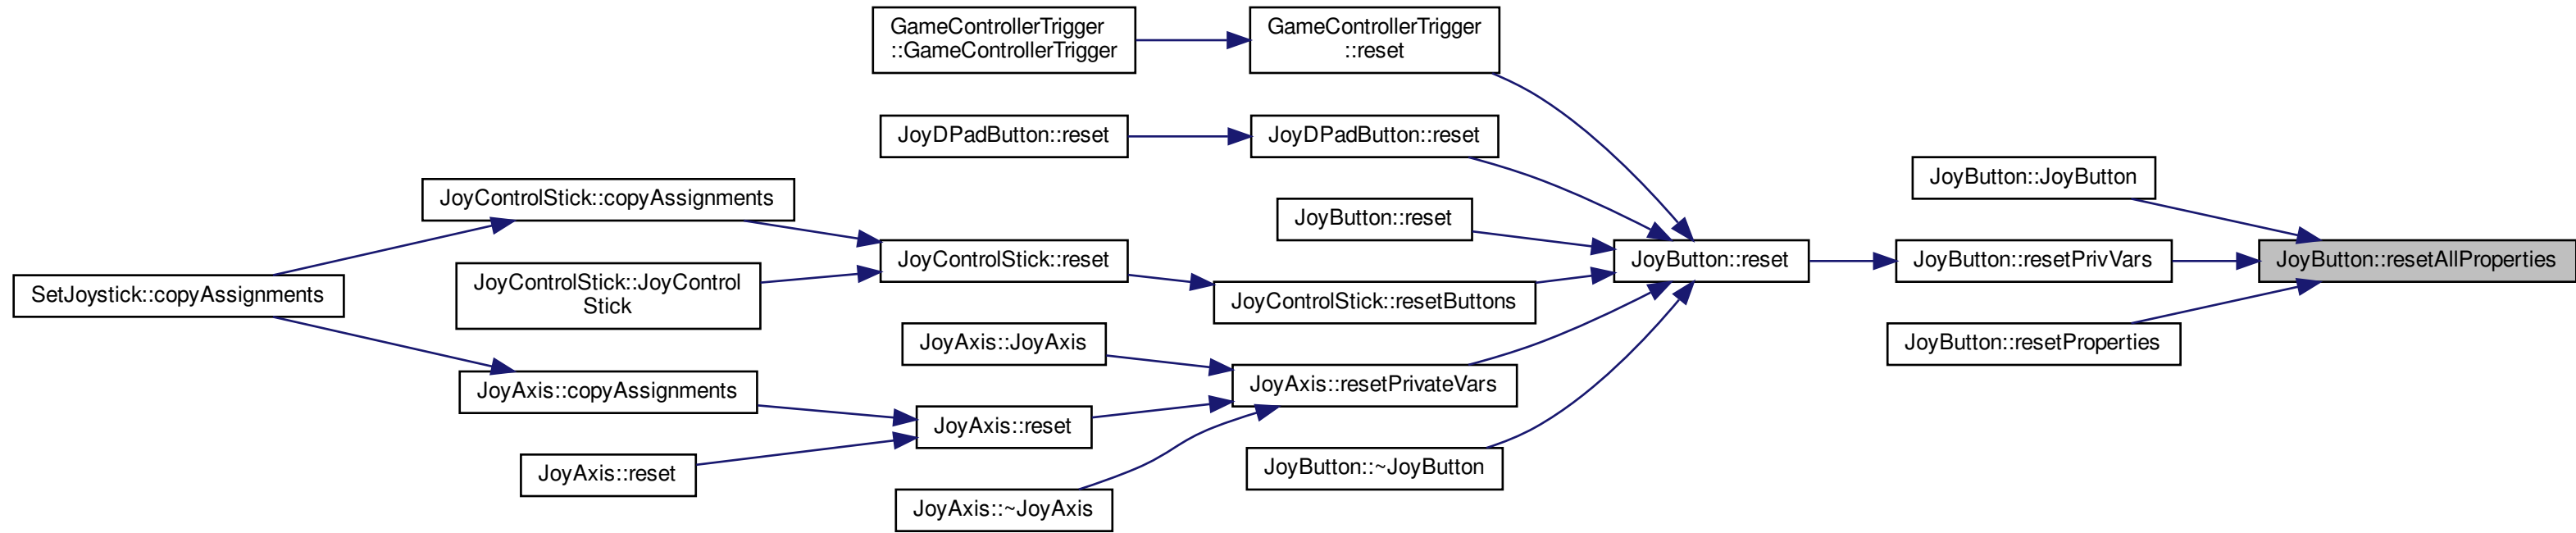 GameControllerTrigger
::GameControllerTrigger
GameControllerTrigger
::reset
JoyDPadButton::reset
JoyDPadButton::reset
JoyButton::JoyButton
JoyControlStick::copyAssignments
JoyButton::reset
JoyControlStick::reset
JoyButton::reset
JoyButton::resetPrivVars
JoyButton::resetAllProperties
SetJoystick::copyAssignments
JoyControlStick::JoyControl
Stick
JoyControlStick::resetButtons
JoyAxis::JoyAxis
JoyButton::resetProperties
JoyAxis::copyAssignments
JoyAxis::resetPrivateVars
JoyAxis::reset
JoyAxis::reset
JoyButton::~JoyButton
JoyAxis::~JoyAxis